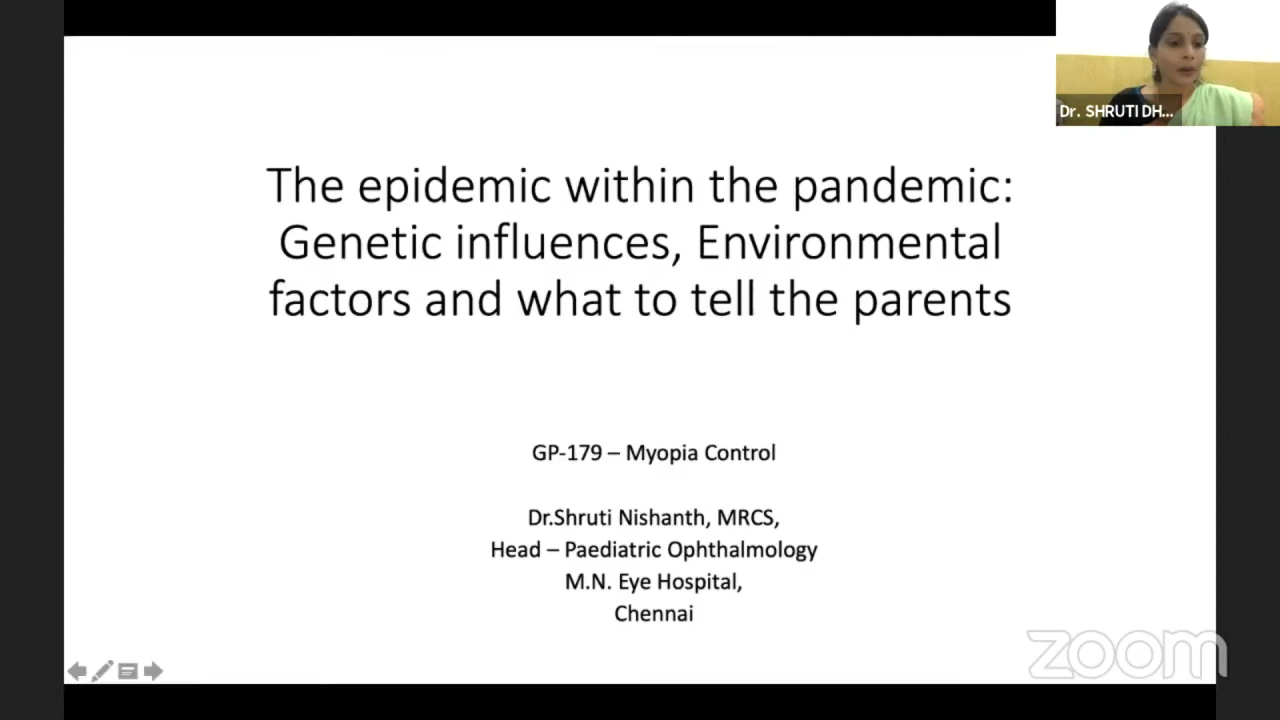 Dr. SHRUTI DH...
The epidemic within the pandemic:
Genetic influences, Environmental
factors and what to tell the parents
GP-179 – Myopia Control
Dr.Shruti Nishanth, MRCS,
Head – Paediatric Ophthalmology
M.N. Eye Hospital,
Chennai
zoom